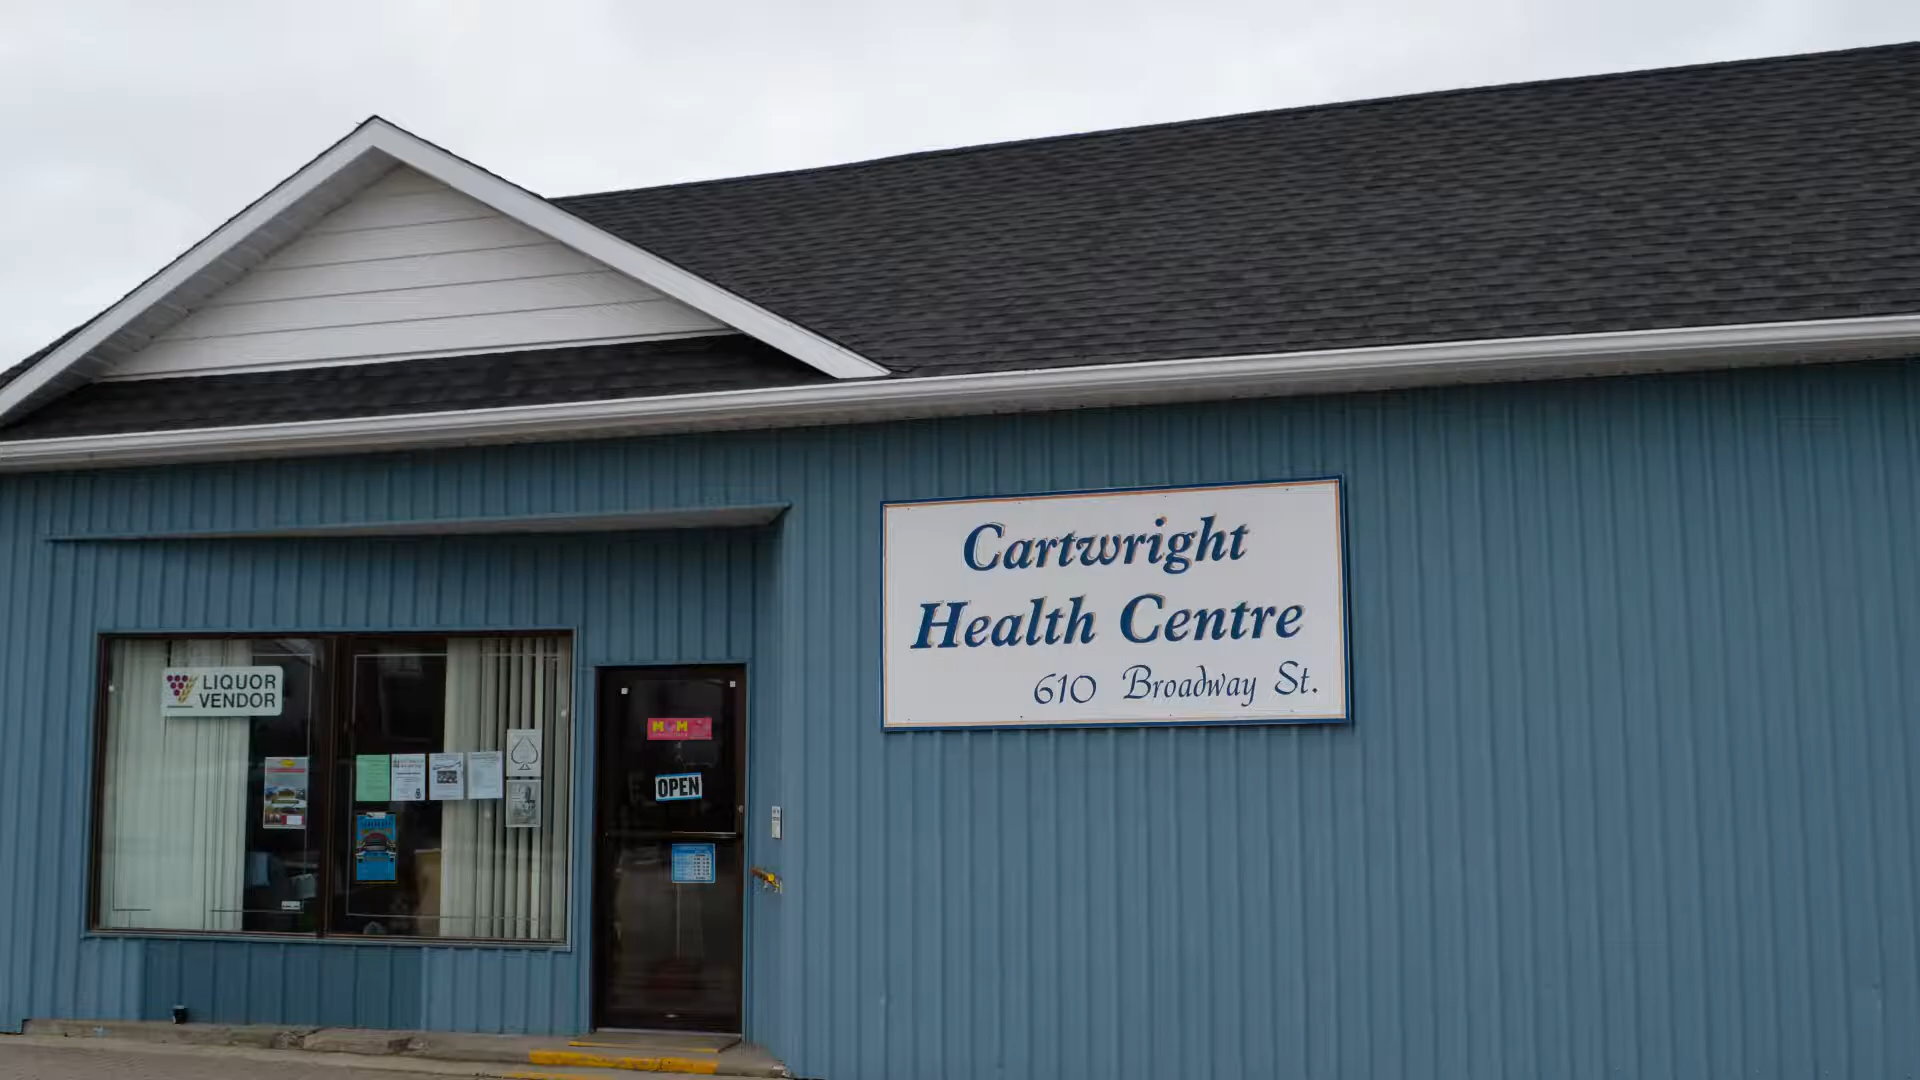 Cartwright
Health Centre
610 Broadway St.
LIQUOR
VENDOR
OPEN